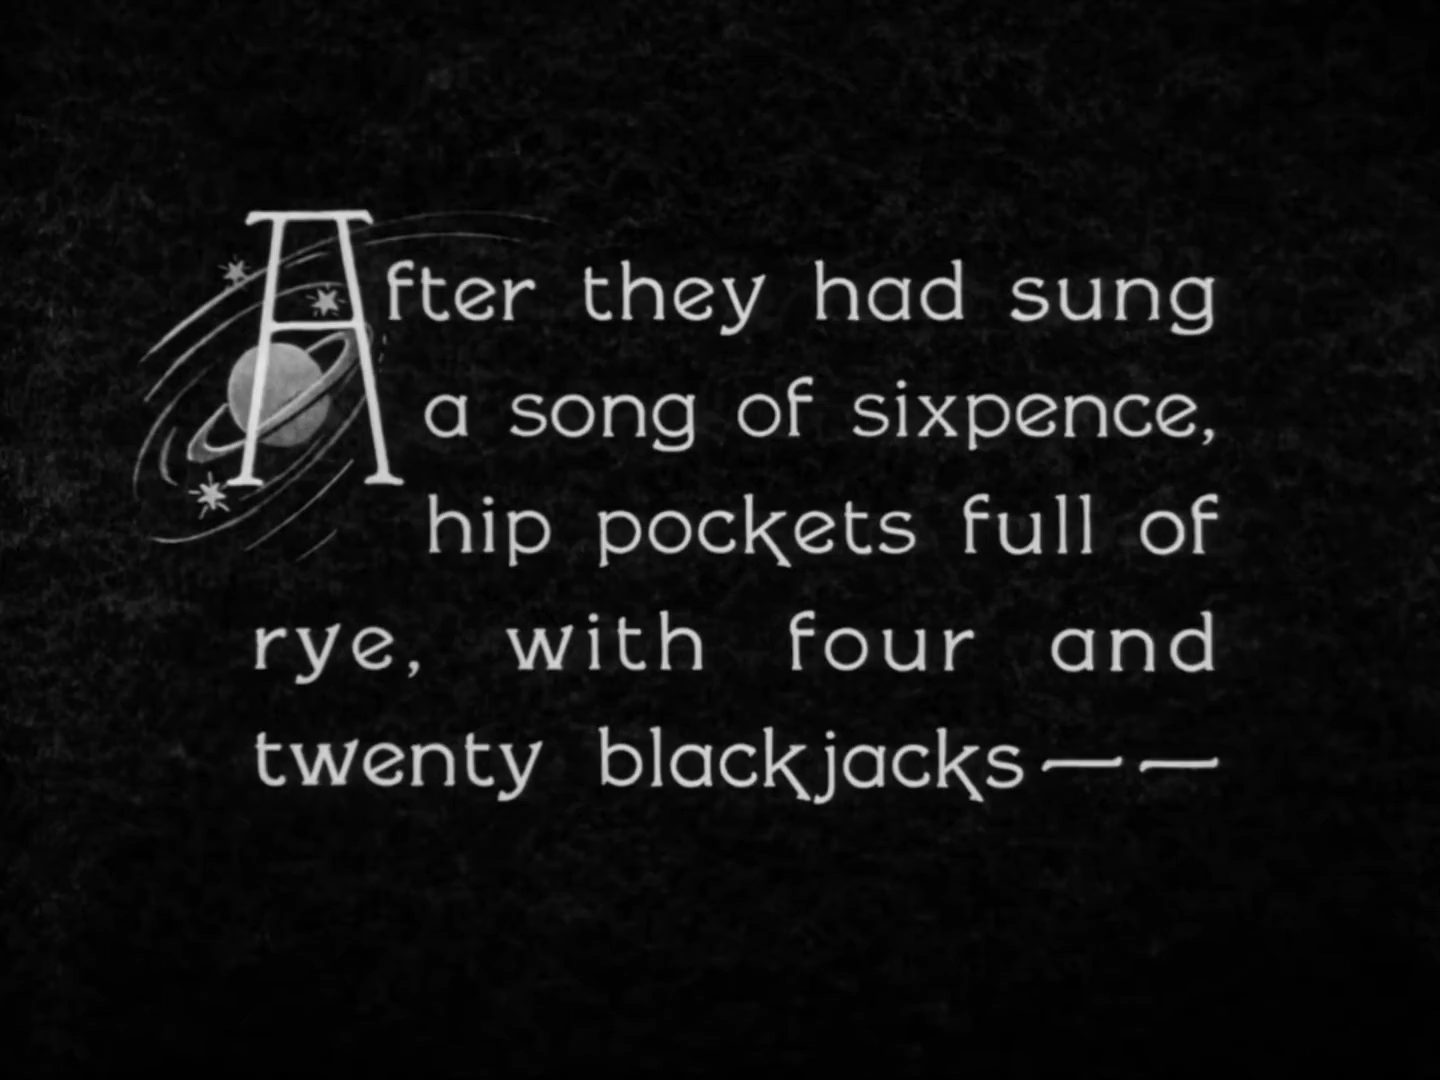 After they had sung
a song of sixpence,
hip pockets full of
rye, with four and
twenty blackjacks — —